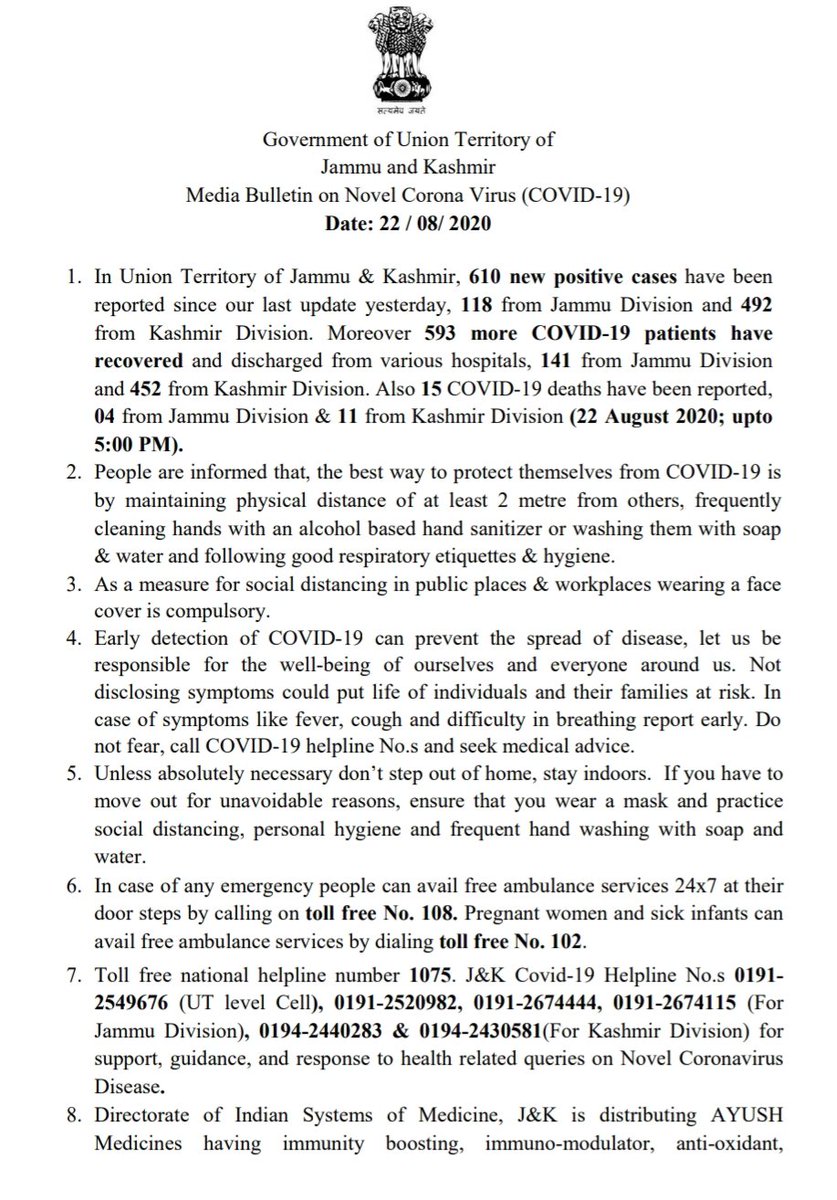 सत्यमेव जयते
Government of Union Territory of
Jammu and Kashmir
Media Bulletin on Novel Corona Virus (COVID-19)
Date: 22 / 08/ 2020
1. In Union Territory of Jammu & Kashmir, 610 new positive cases have been
reported since our last update yesterday, 118 from Jammu Division and 492
from Kashmir Division. Moreover 593 more COVID-19 patients have
recovered and discharged from various hospitals, 141 from Jammu Division
and 452 from Kashmir Division. Also 15 COVID-19 deaths have been reported,
04 from Jammu Division & 11 from Kashmir Division (22 August 2020; upto
5:00 PM).
2. People are informed that, the best way to protect themselves from COVID-19 is
by maintaining physical distance of at least 2 metre from others, frequently
cleaning hands with an alcohol based hand sanitizer or washing them with soap
& water and following good respiratory etiquettes & hygiene.
3. As a measure for social distancing in public places & workplaces wearing a face
cover is compulsory.
4. Early detection of COVID-19 can prevent the spread of disease, let us be
responsible for the well-being of ourselves and everyone around us. Not
disclosing symptoms could put life of individuals and their families at risk. In
case of symptoms like fever, cough and difficulty in breathing report early. Do
not fear, call COVID-19 helpline No.s and seek medical advice.
5. Unless absolutely necessary don’t step out of home, stay indoors. If you have to
move out for unavoidable reasons, ensure that you wear a mask and practice
social distancing, personal hygiene and frequent hand washing with soap and
water.
6. In case of any emergency people can avail free ambulance services 24x7 at their
door steps by calling on toll free No. 108. Pregnant women and sick infants can
avail free ambulance services by dialing toll free No. 102.
7. Toll free national helpline number 1075. J&K Covid-19 Helpline No.s 0191-
2549676 (UT level Cell), 0191-2520982, 0191-2674444, 0191-2674115 (For
Jammu Division), 0194-2440283 & 0194-2430581(For Kashmir Division) for
support, guidance, and response to health related queries on Novel Coronavirus
Disease.
8. Directorate of Indian Systems of Medicine, J&K is distributing AYUSH
Medicines having immunity boosting, immuno-modulator, anti-oxidant,